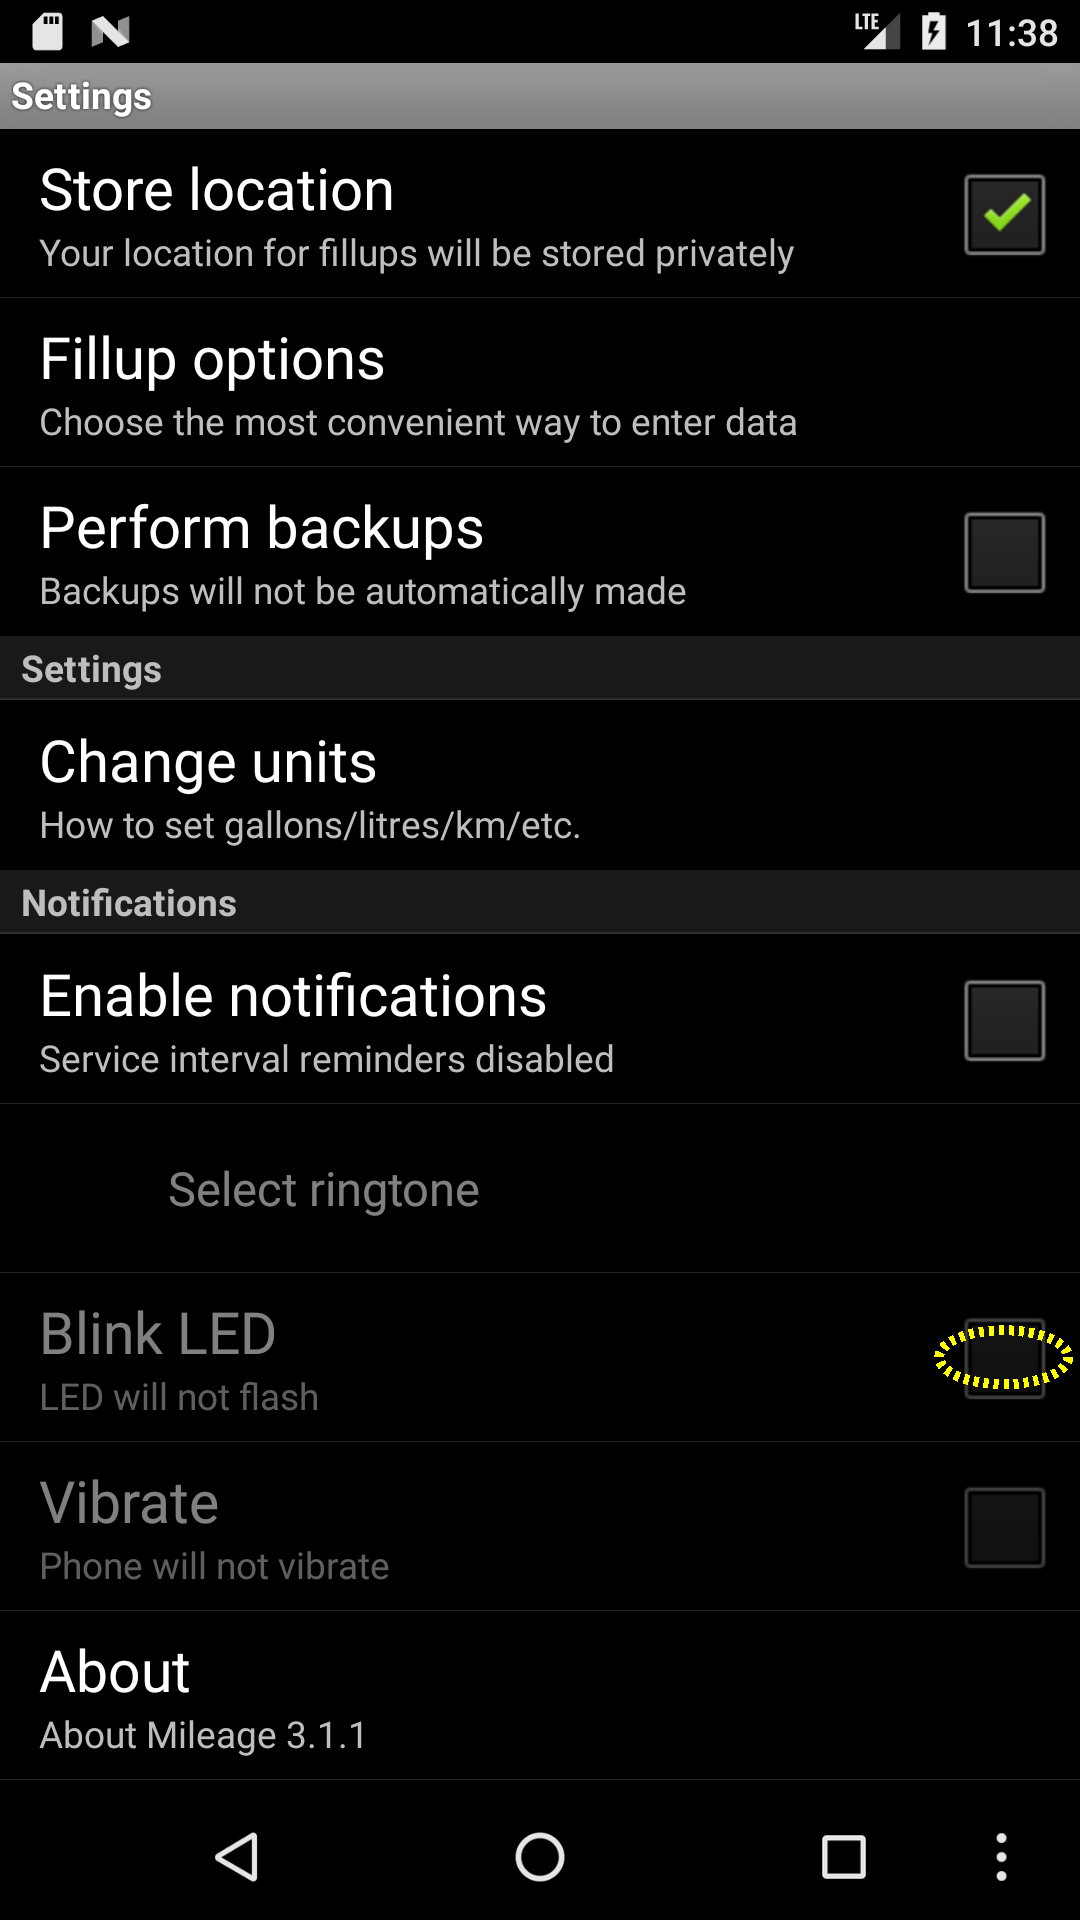 LTE 11:38
Settings
Store location
Your location for fillups will be stored privately
Fillup options
Choose the most convenient way to enter data
Perform backups
Backups will not be automatically made
Settings
Change units
How to set gallons/litres/km/etc.
Notifications
Enable notifications
Service interval reminders disabled
Select ringtone
Blink LED
LED will not flash
Vibrate
Phone will not vibrate
About
About Mileage 3.1.1